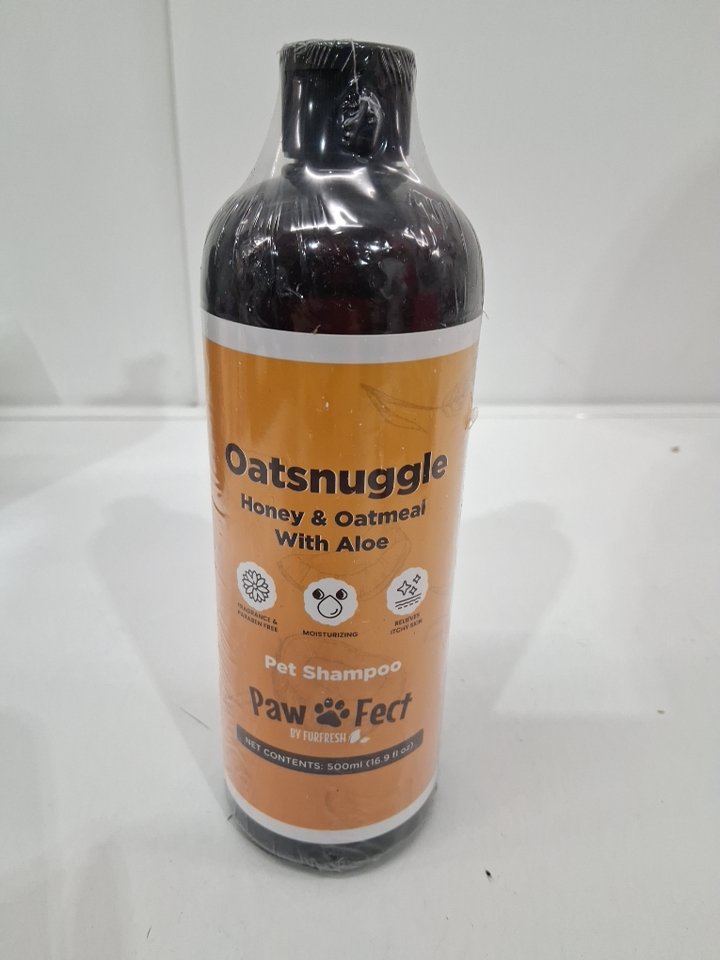 Oatsnuggle
Honey & Oatmeal
With Aloe
FRAGRANCE &
PARABEN FREE
MOISTURIZING
RELIEVES
ITCHY SKIN
Pet Shampoo
Paw Fect
BY FURFRESH
NET CONTENTS: 500ml (16.9 fl oz)